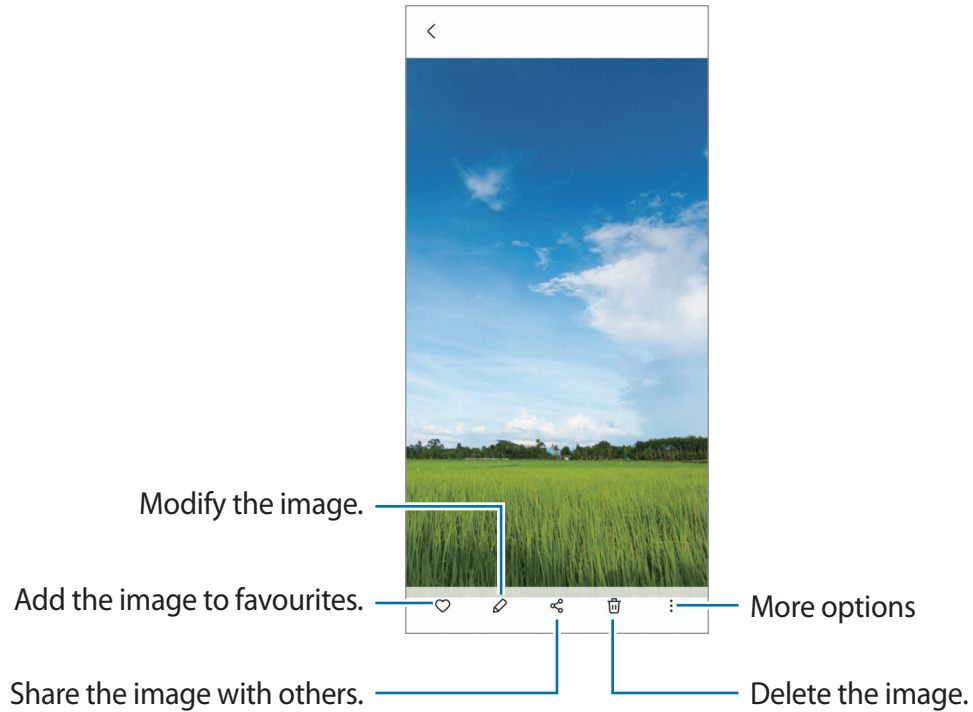 Modify the image.
Add the image to favourites.
More options
Share the image with others.
Delete the image.